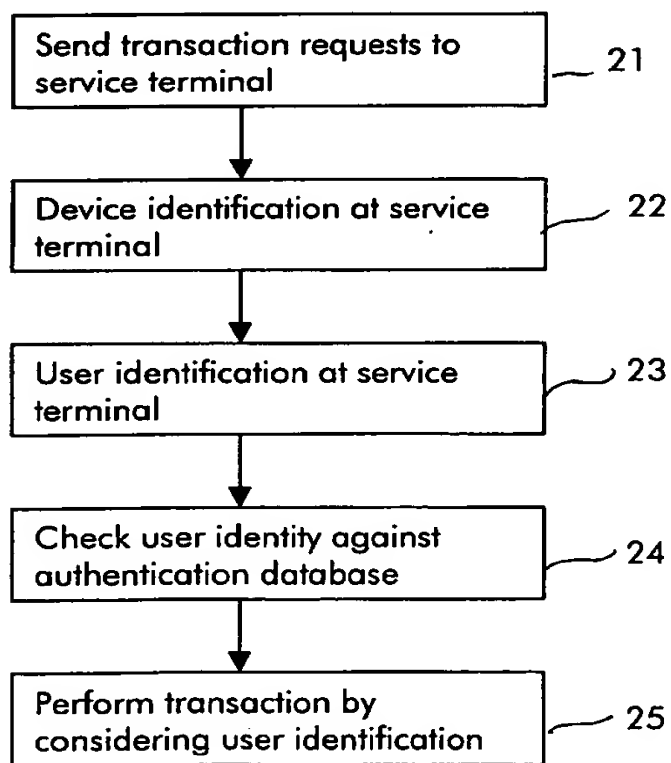 Send transaction requests to
service terminal
21
Device identification at service
terminal
22
User identification at service
terminal
23
Check user identity against
authentication database
24
Perform transaction by
considering user identification
25